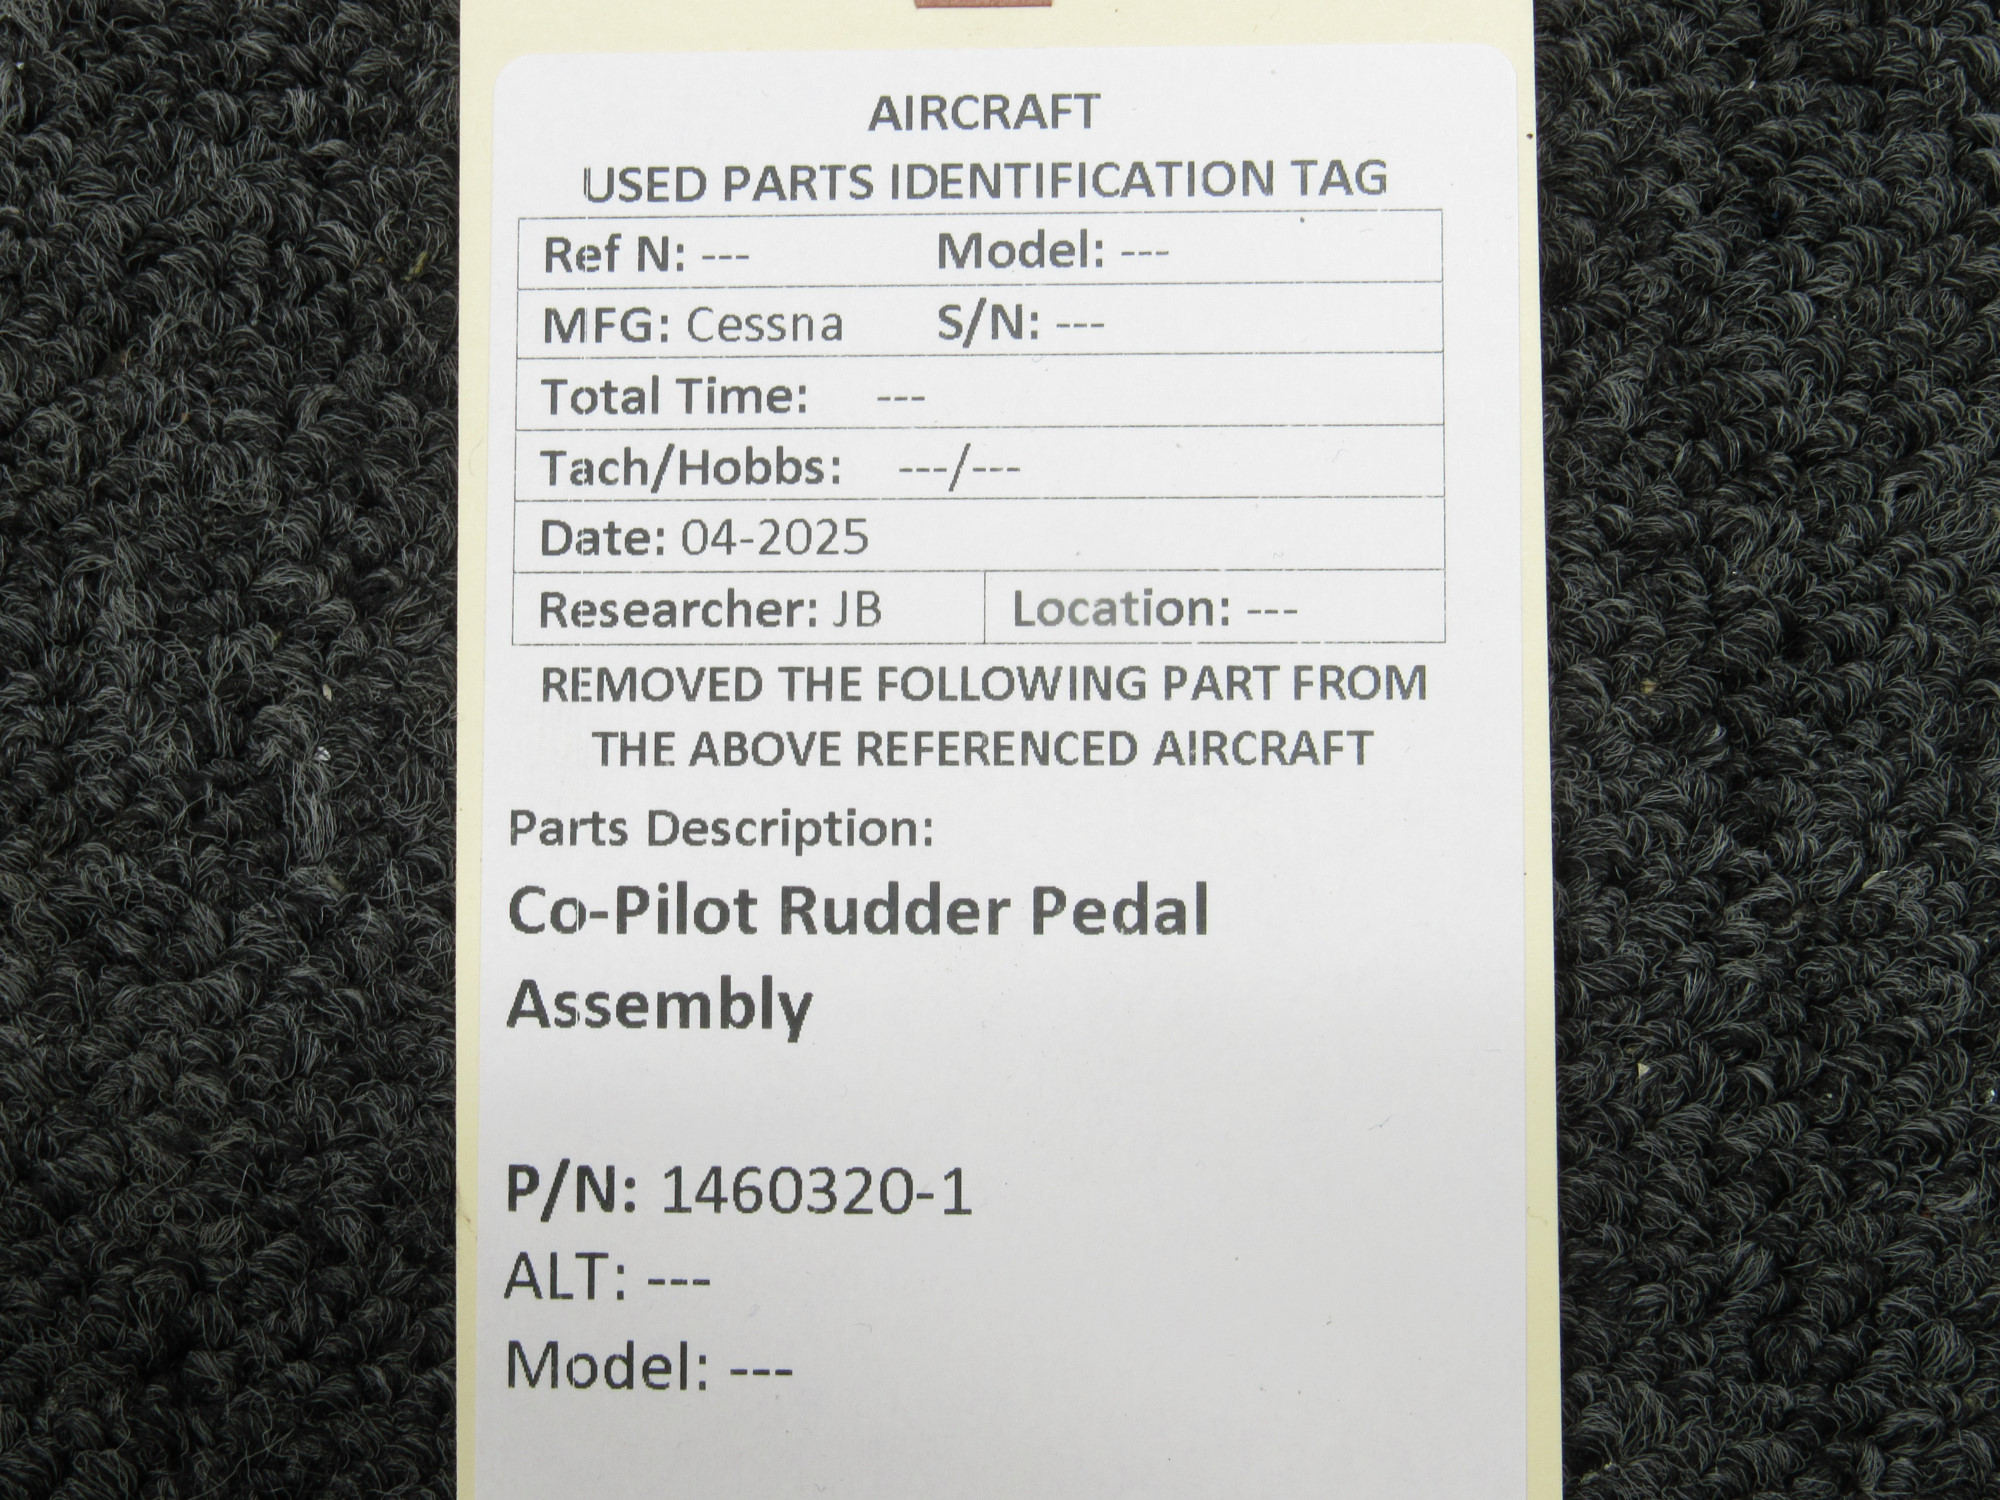 AIRCRAFT
USED PARTS IDENTIFICATION TAG
Ref N: --- Model: ---
MFG: Cessna S/N: ---
Total Time: ---
Tach/Hobbs: ---/---
Date: 04-2025
Researcher: JB Location: ---
REMOVED THE FOLLOWING PART FROM
THE ABOVE REFERENCED AIRCRAFT
Parts Description:
Co-Pilot Rudder Pedal
Assembly
P/N: 1460320-1
ALT: ---
Model: ---